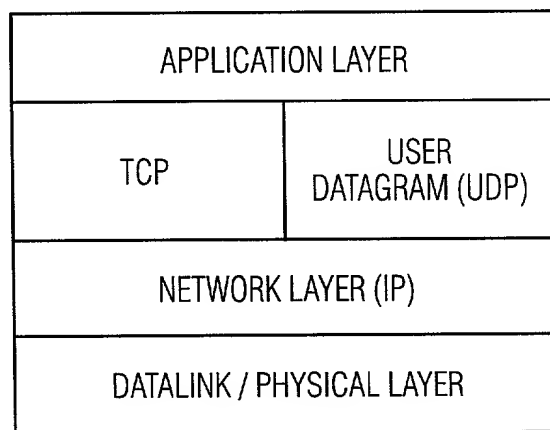 APPLICATION LAYER
TCP
USER
DATAGRAM (UDP)
NETWORK LAYER (IP)
DATALINK / PHYSICAL LAYER